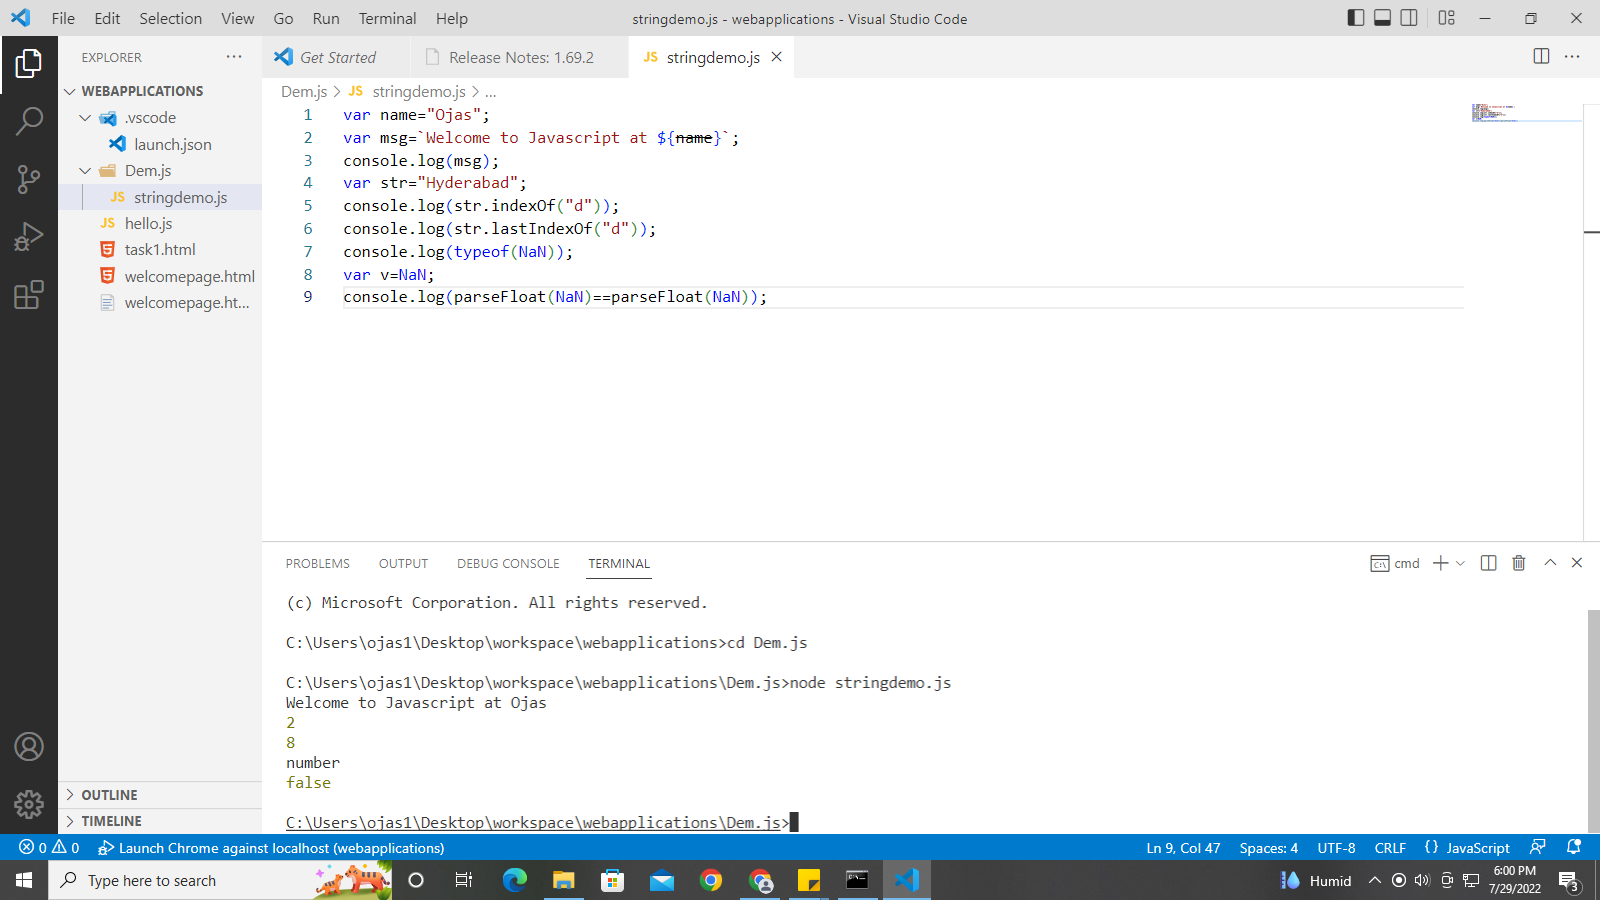 File Edit Selection View Go Run Terminal Help
stringdemo.js - webapplications - Visual Studio Code
EXPLORER
WEBAPPLICATIONS
.vscode
launch.json
Dem.js
JS stringdemo.js
JS hello.js
task1.html
welcomepage.html
welcomepage.ht...
OUTLINE
TIMELINE
Get Started
Release Notes: 1.69.2
JS stringdemo.js
Dem.js > JS stringdemo.js > ...
1 var name="Ojas";
2 var msg=`Welcome to Javascript at ${name}`;
3 console.log(msg);
4 var str="Hyderabad";
5 console.log(str.indexOf("d"));
6 console.log(str.lastIndexOf("d"));
7 console.log(typeof(NaN));
8 var v=NaN;
9 console.log(parseFloat(NaN)==parseFloat(NaN));
PROBLEMS OUTPUT DEBUG CONSOLE TERMINAL
cmd
(c) Microsoft Corporation. All rights reserved.
C:\Users\ojas1\Desktop\workspace\webapplications>cd Dem.js
C:\Users\ojas1\Desktop\workspace\webapplications\Dem.js>node stringdemo.js
Welcome to Javascript at Ojas
2
8
number
false
C:\Users\ojas1\Desktop\workspace\webapplications\Dem.js>
0 0 Launch Chrome against localhost (webapplications)
Ln 9, Col 47 Spaces: 4 UTF-8 CRLF {} JavaScript
Type here to search
Humid
6:00 PM
7/29/2022
3